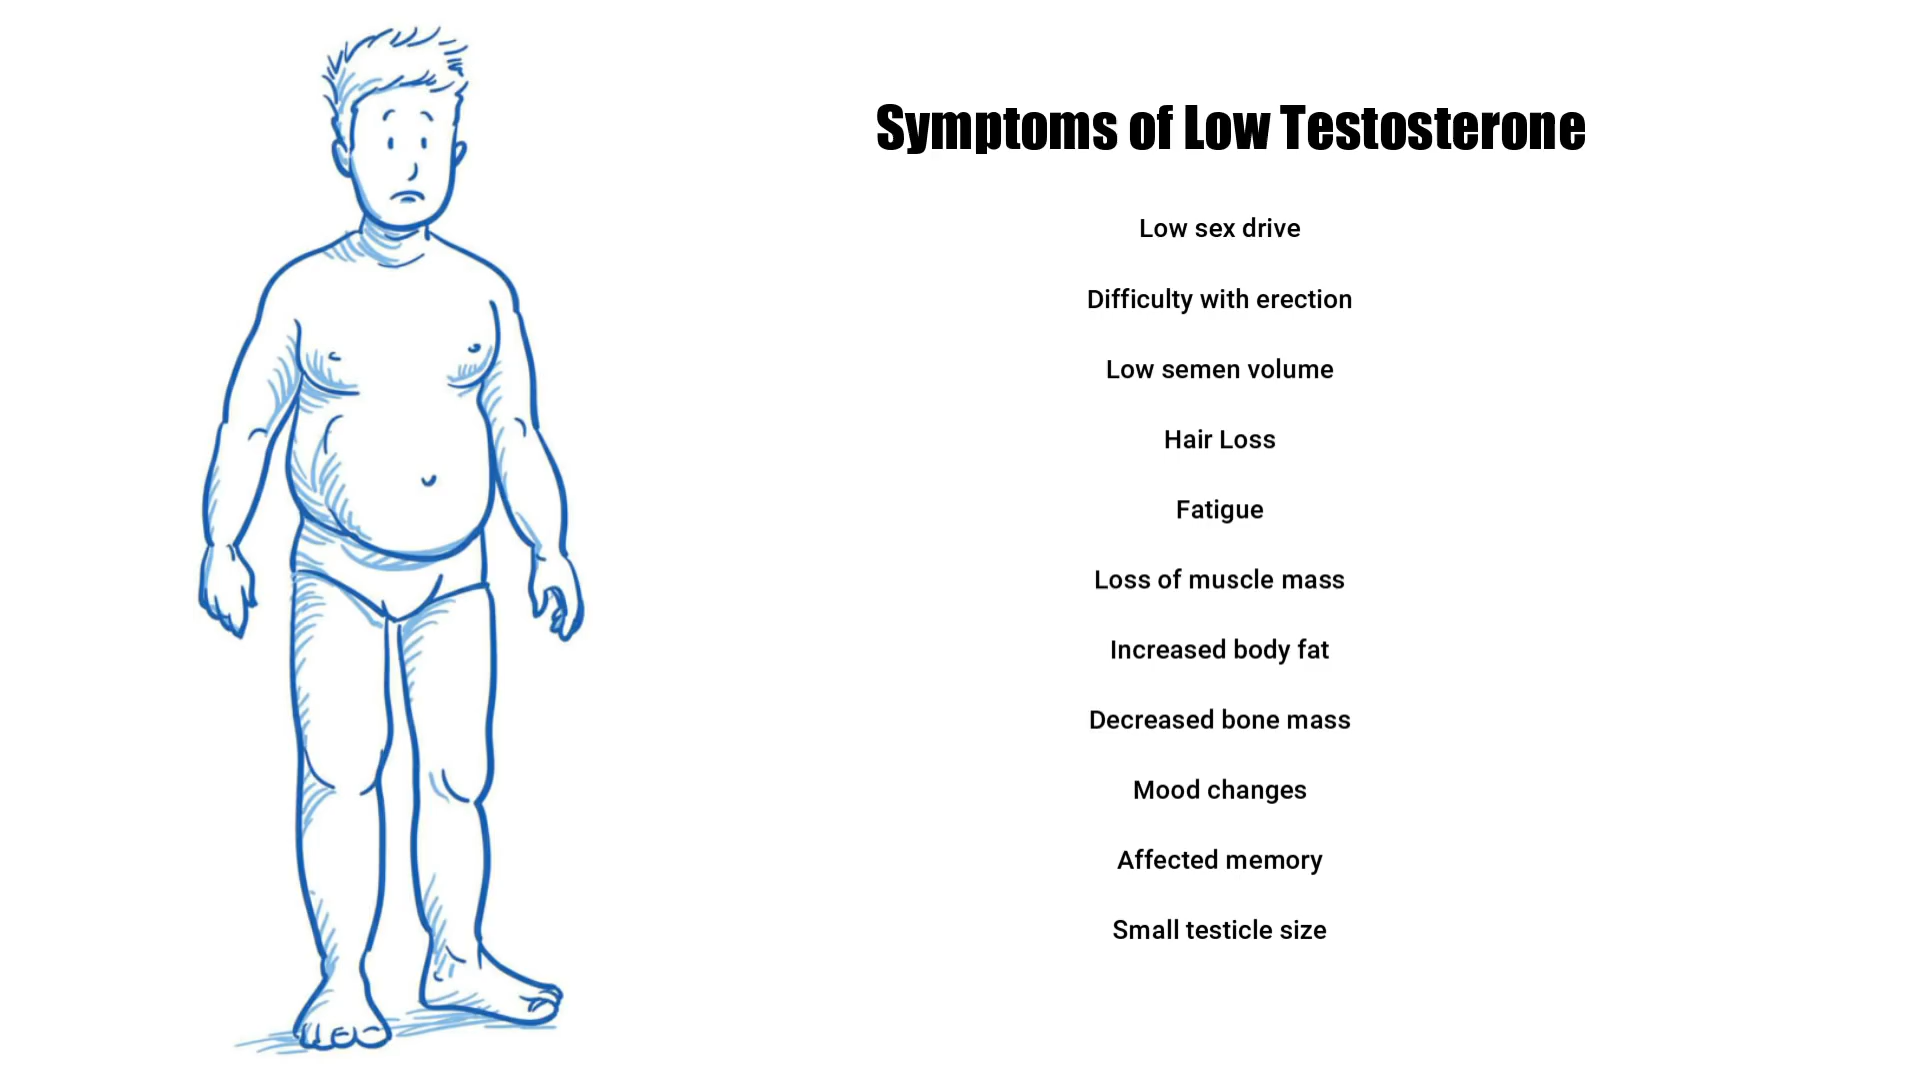 Symptoms of Low Testosterone
Low sex drive
Difficulty with erection
Low semen volume
Hair Loss
Fatigue
Loss of muscle mass
Increased body fat
Decreased bone mass
Mood changes
Affected memory
Small testicle size